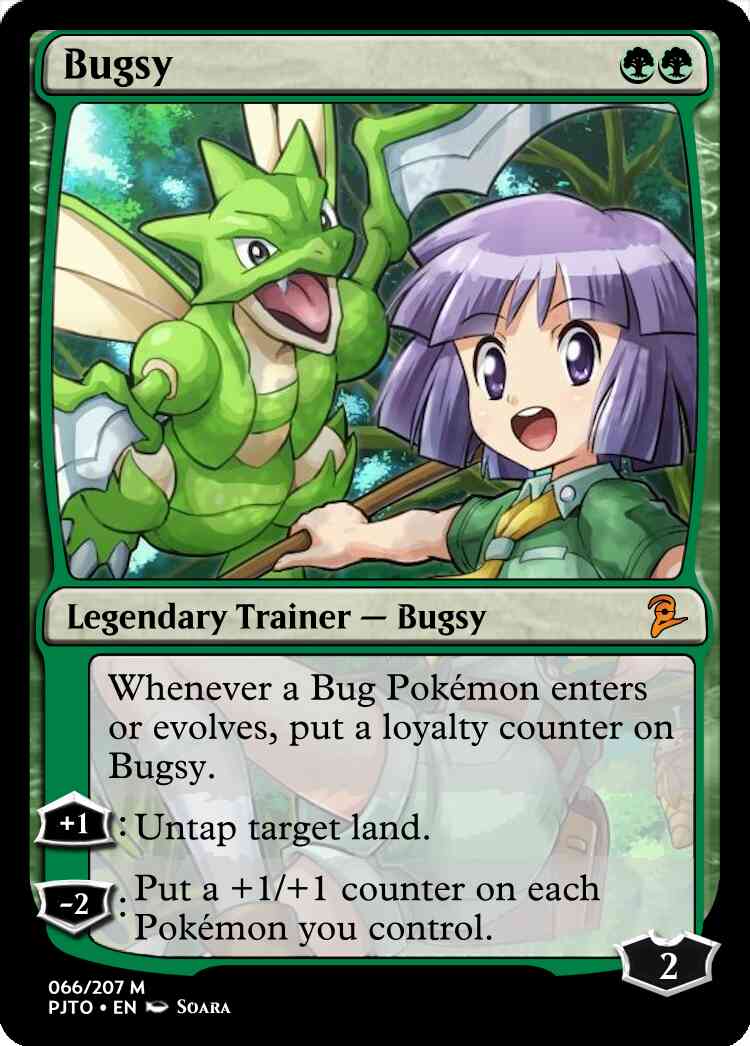 Bugsy
Legendary Trainer — Bugsy
Whenever a Bug Pokémon enters
or evolves, put a loyalty counter on
Bugsy.
+1 : Untap target land.
-2 : Put a +1/+1 counter on each
Pokémon you control.
2
066/207 M
PJTO • EN Soara